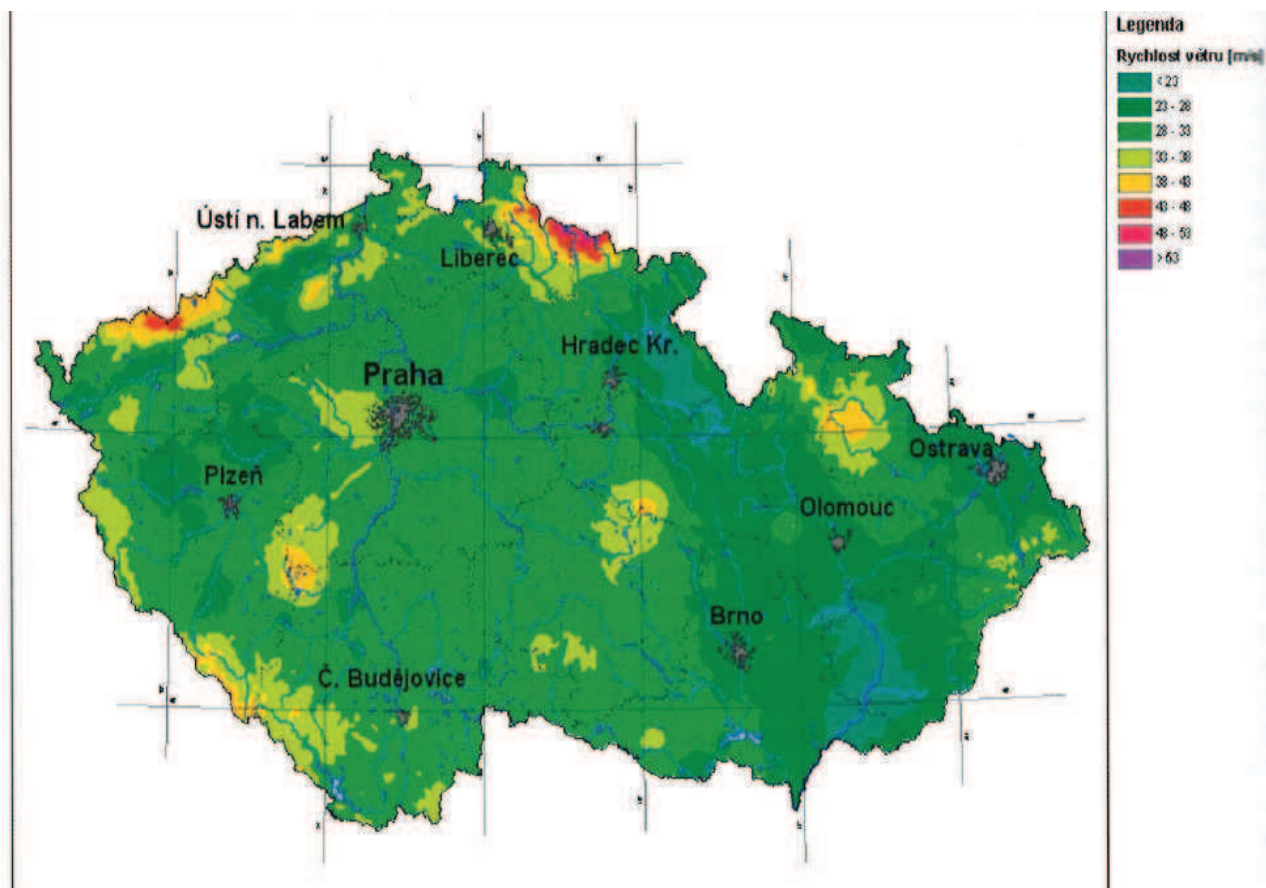 Legenda
Rychlost větru [m/s]
<23
23 - 28
28 - 33
33 - 38
38 - 43
43 - 48
48 - 53
>53
Ústí n. Labem
Liberec
Hradec Kr.
Praha
Ostrava
Plzeň
Olomouc
Brno
Č. Budějovice